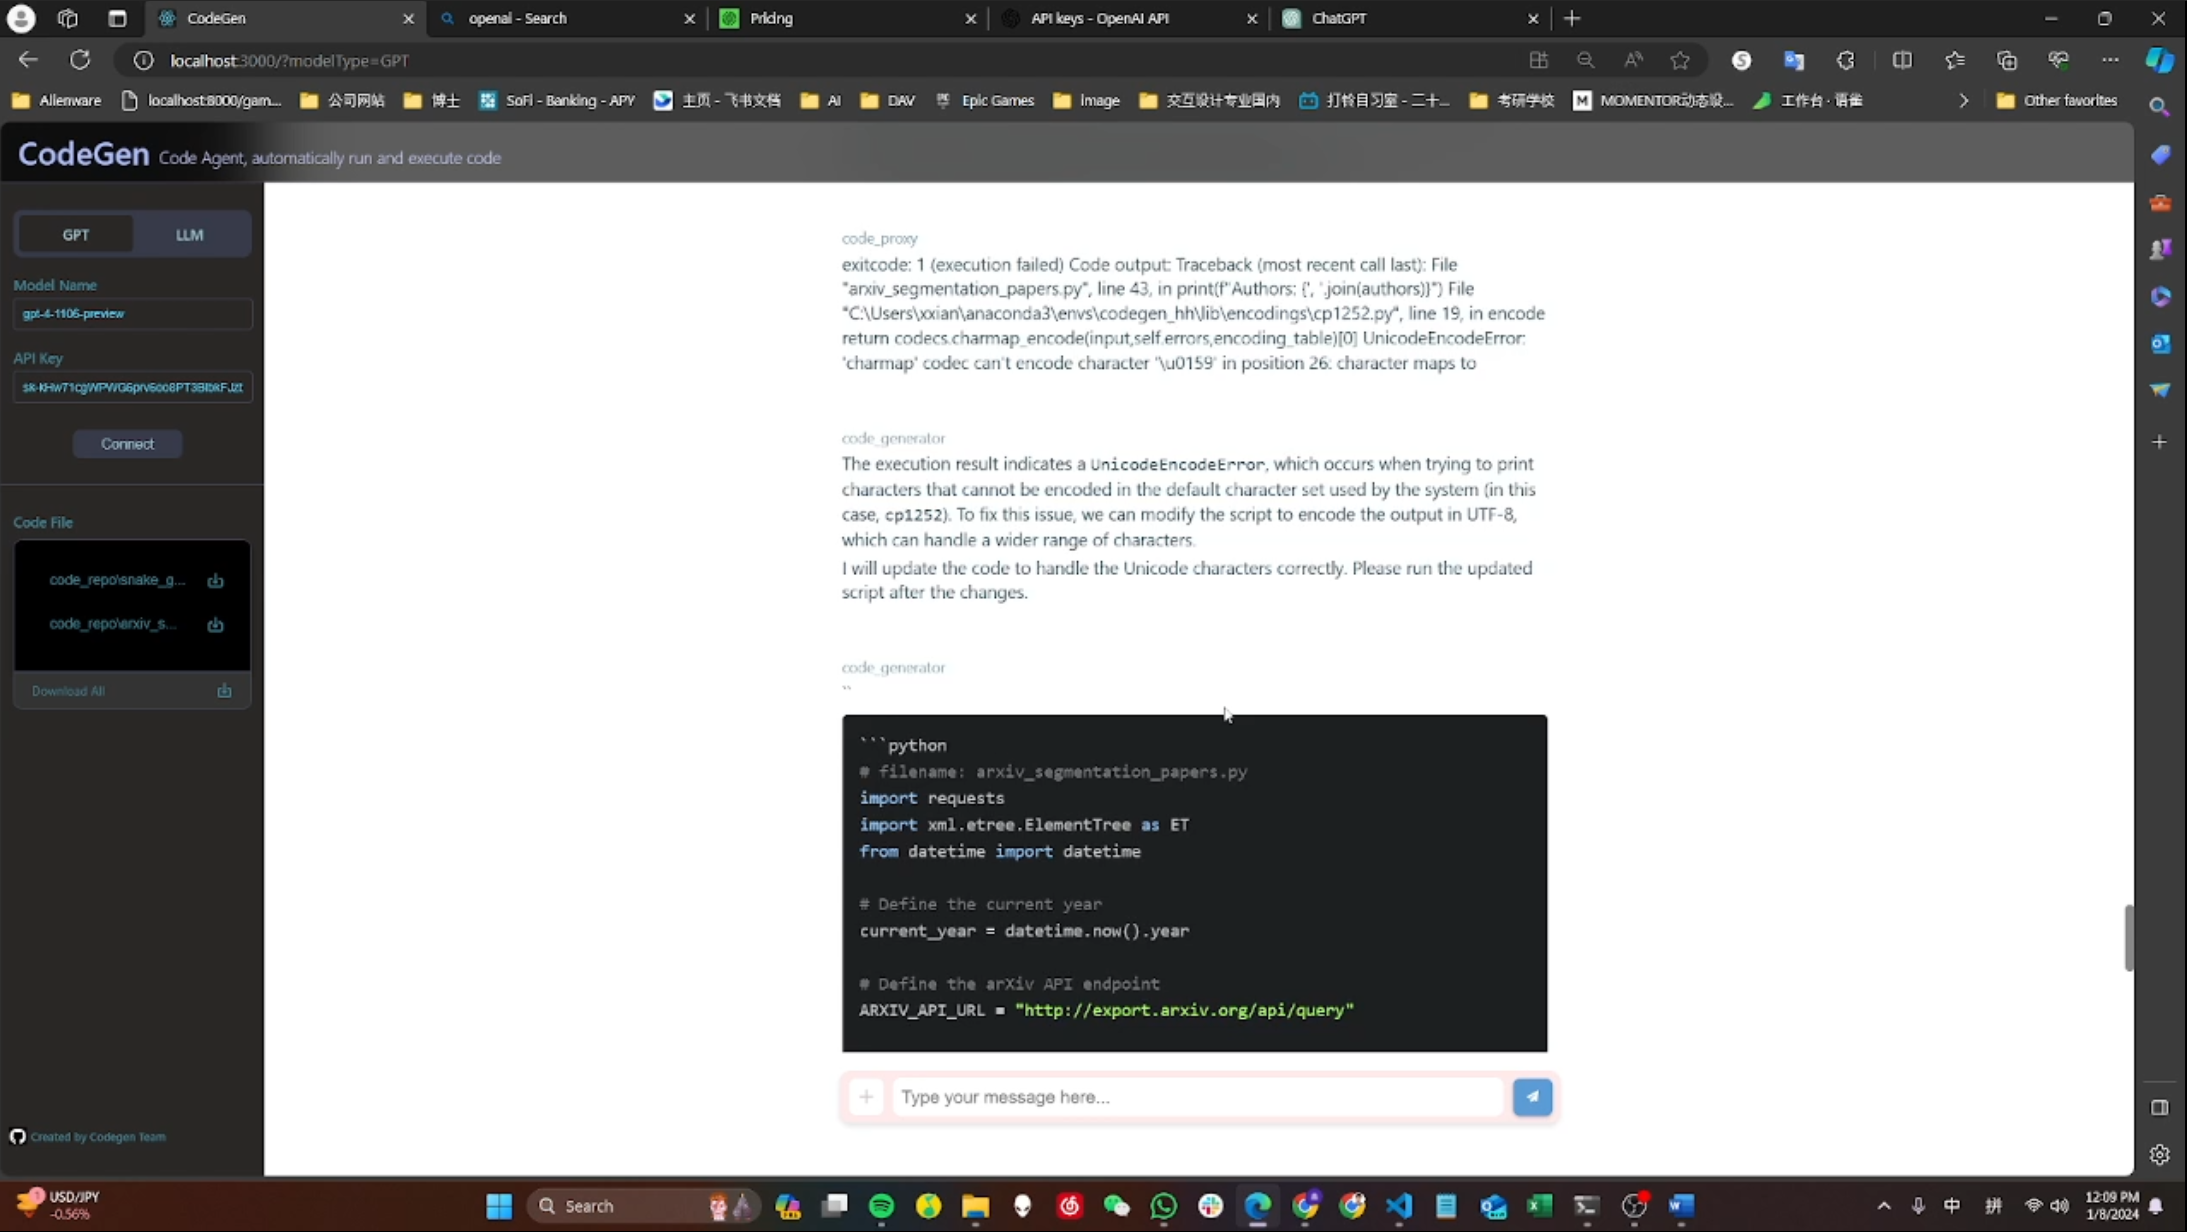 CodeGen
openai - Search
Pricing
API keys - OpenAI API
ChatGPT
localhost:3000/?modelType=GPT
Alienware
localhost:8000/gam...
公司网站
博士
SoFi - Banking - APY
主页 - 飞书文档
AI
DAV
Epic Games
Image
交互设计专业国内
打铃自习室 - 二十...
考研学校
MOMENTOR动态设...
工作台 · 语雀
Other favorites
CodeGen Code Agent, automatically run and execute code
GPT
LLM
Model Name
gpt-4-1106-preview
API Key
Connect
Code File
code_repo\snake_g...
code_repo\arxiv_s...
Download All
Created by Codegen Team
code_proxy
exitcode: 1 (execution failed) Code output: Traceback (most recent call last): File
"arxiv_segmentation_papers.py", line 43, in print(f"Authors: {', '.join(authors)}") File
"C:\Users\xxian\anaconda3\envs\codegen_hh\lib\encodings\cp1252.py", line 19, in encode
return codecs.charmap_encode(input,self.errors,encoding_table)[0] UnicodeEncodeError:
'charmap' codec can't encode character '\u0159' in position 26: character maps to
code_generator
The execution result indicates a UnicodeEncodeError, which occurs when trying to print
characters that cannot be encoded in the default character set used by the system (in this
case, cp1252). To fix this issue, we can modify the script to encode the output in UTF-8,
which can handle a wider range of characters.
I will update the code to handle the Unicode characters correctly. Please run the updated
script after the changes.
code_generator
``
```python
# filename: arxiv_segmentation_papers.py
import requests
import xml.etree.ElementTree as ET
from datetime import datetime
# Define the current year
current_year = datetime.now().year
# Define the arXiv API endpoint
ARXIV_API_URL = "http://export.arxiv.org/api/query"
Type your message here...
USD/JPY
-0.56%
Search
中
拼
12:09 PM
1/8/2024